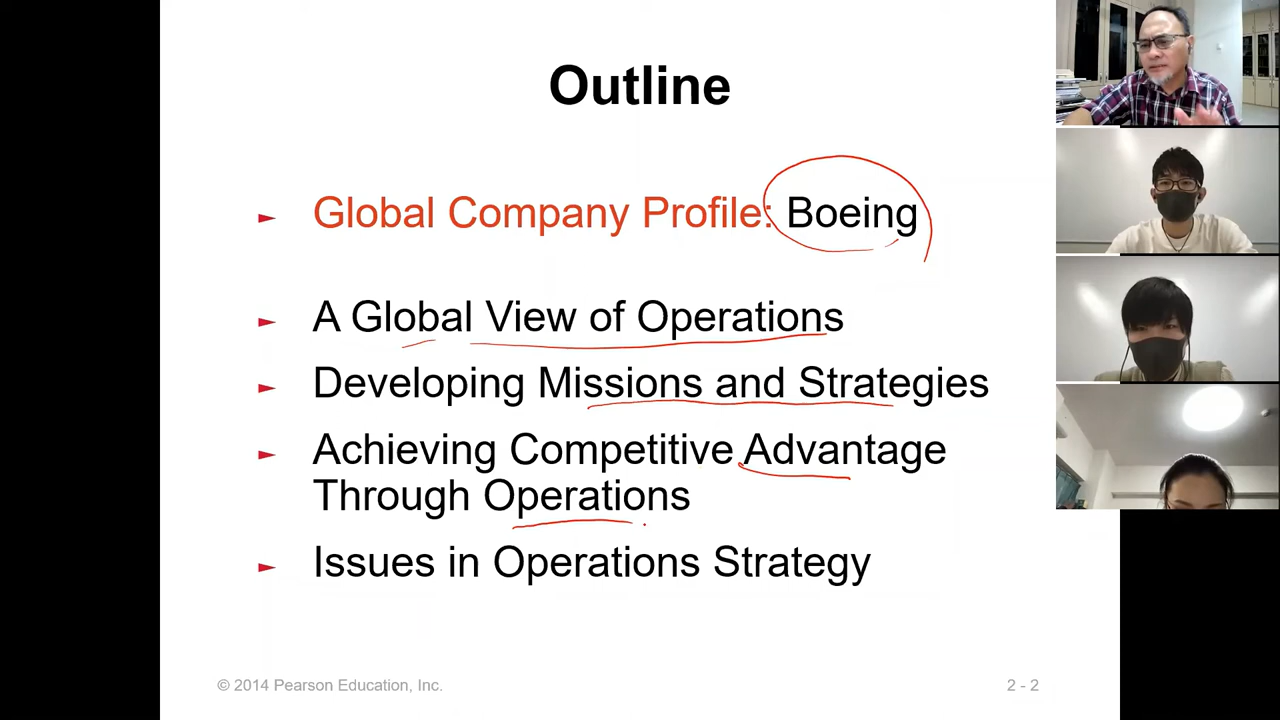 Outline
► Global Company Profile: Boeing
► A Global View of Operations
► Developing Missions and Strategies
► Achieving Competitive Advantage
Through Operations
► Issues in Operations Strategy
© 2014 Pearson Education, Inc.
2 - 2